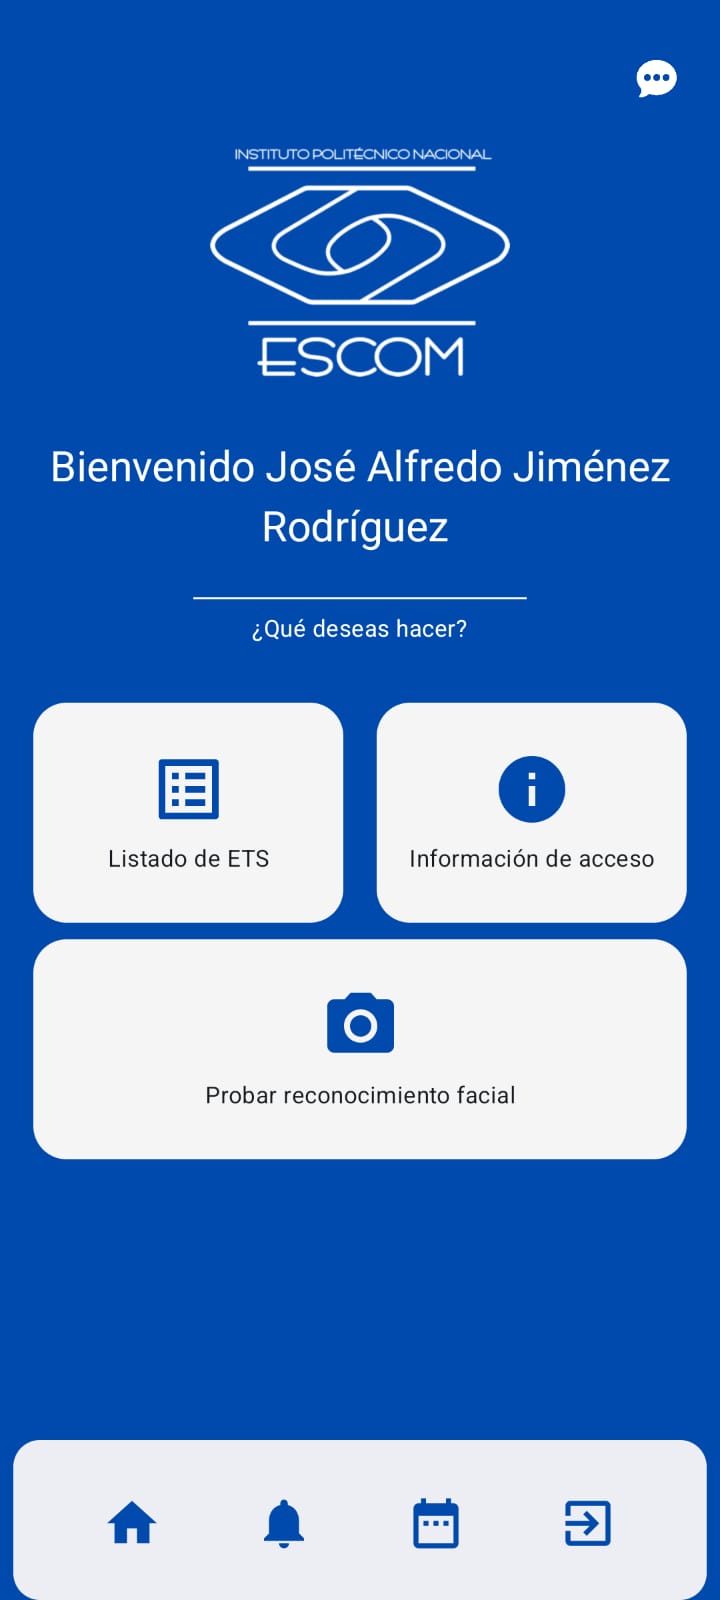 INSTITUTO POLITÉCNICO NACIONAL
ESCOM
Bienvenido José Alfredo Jiménez
Rodríguez
¿Qué deseas hacer?
Listado de ETS
Información de acceso
Probar reconocimiento facial